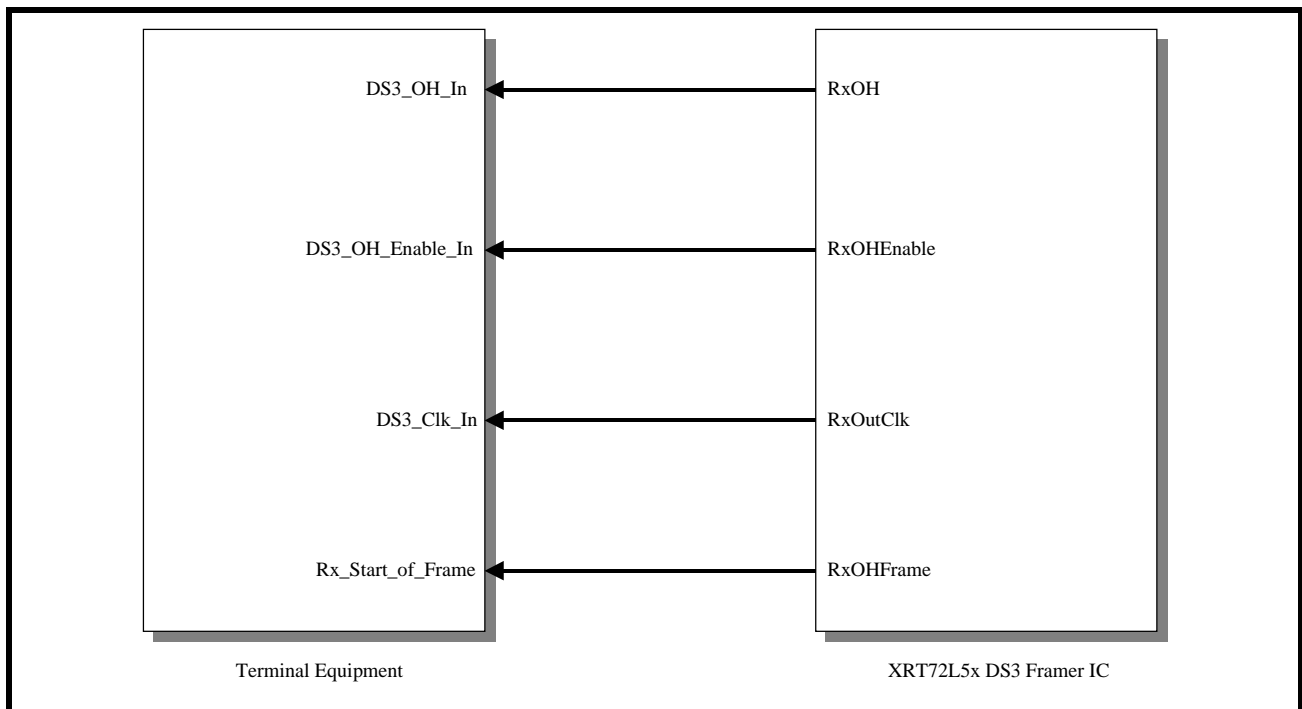 DS3_OH_In RxOH
DS3_OH_Enable_In RxOHEnable
DS3_Clk_In RxOutClk
Rx_Start_of_Frame RxOHFrame
Terminal Equipment XRT72L5x DS3 Framer IC